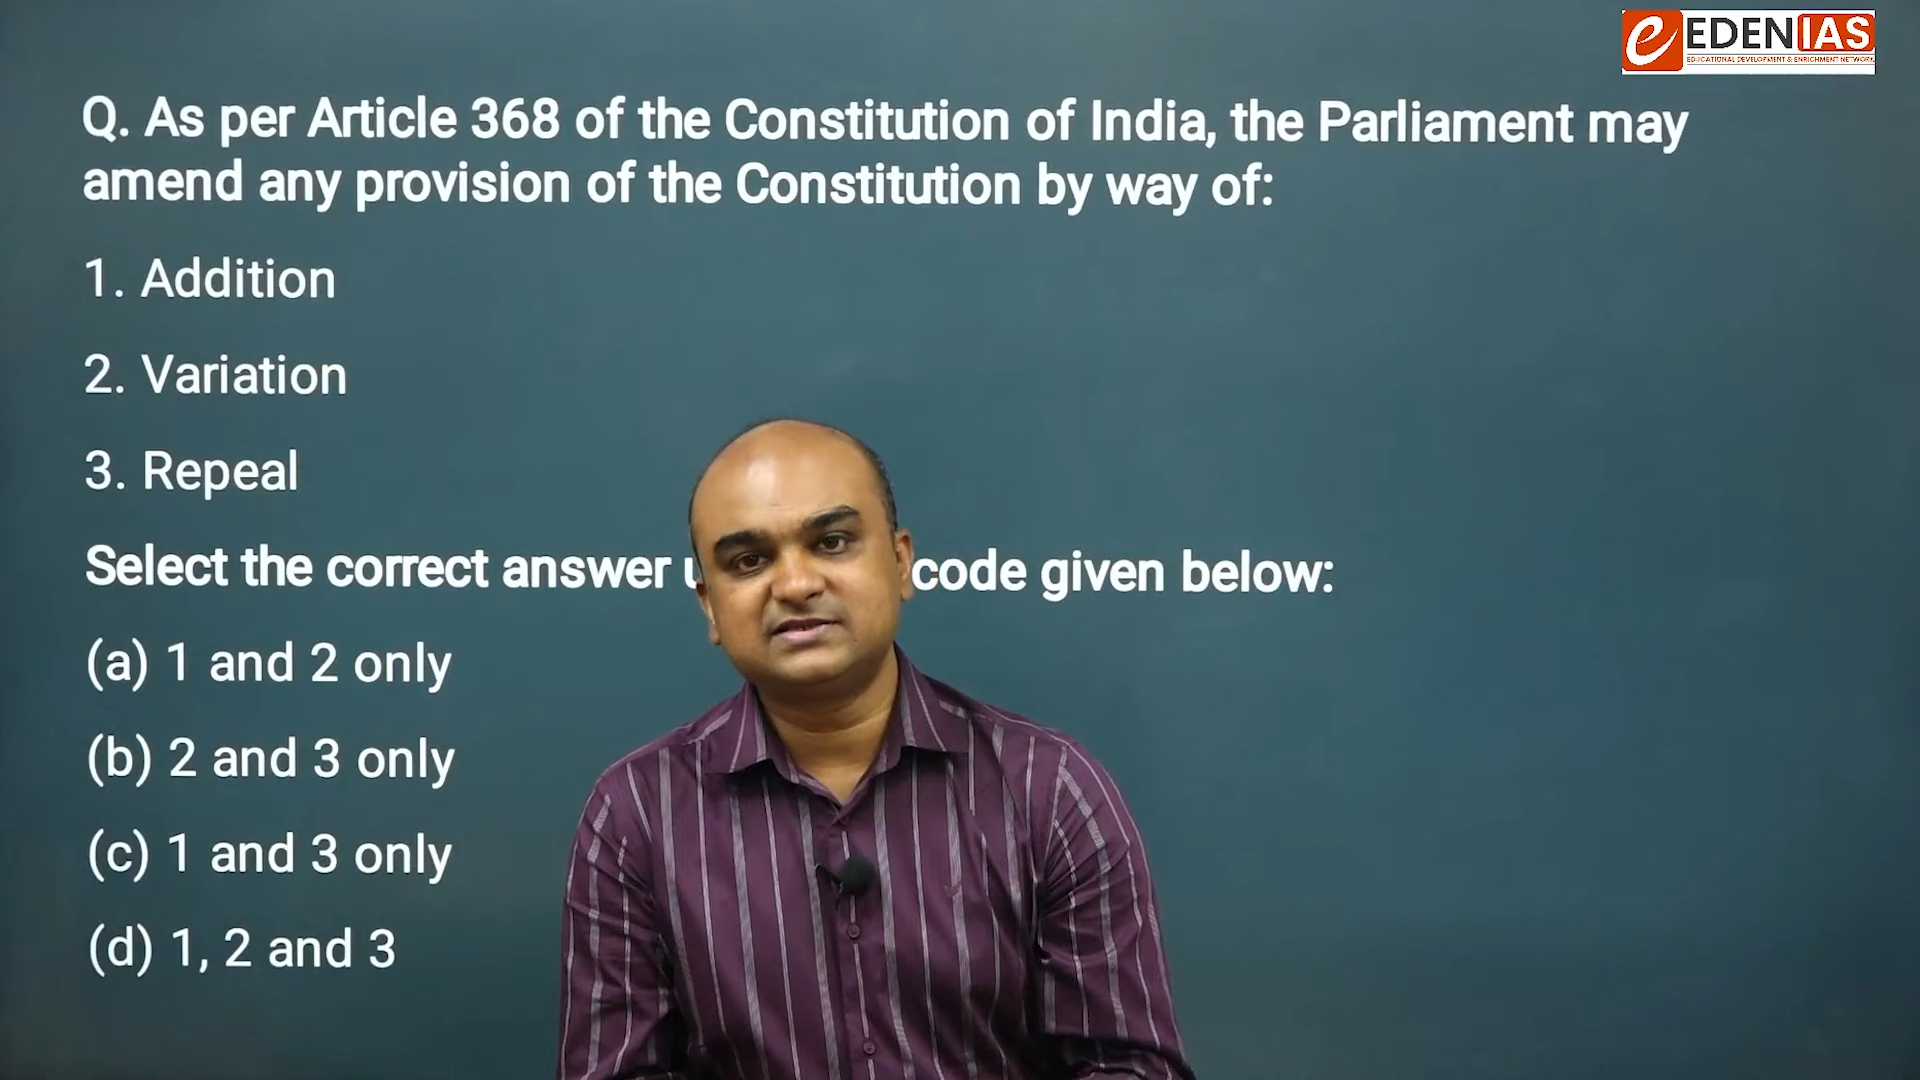 e EDENIAS
EDUCATIONAL DEVELOPMENT & ENRICHMENT NETWORK
Q. As per Article 368 of the Constitution of India, the Parliament may
amend any provision of the Constitution by way of:
1. Addition
2. Variation
3. Repeal
Select the correct answer code given below:
(a) 1 and 2 only
(b) 2 and 3 only
(c) 1 and 3 only
(d) 1, 2 and 3